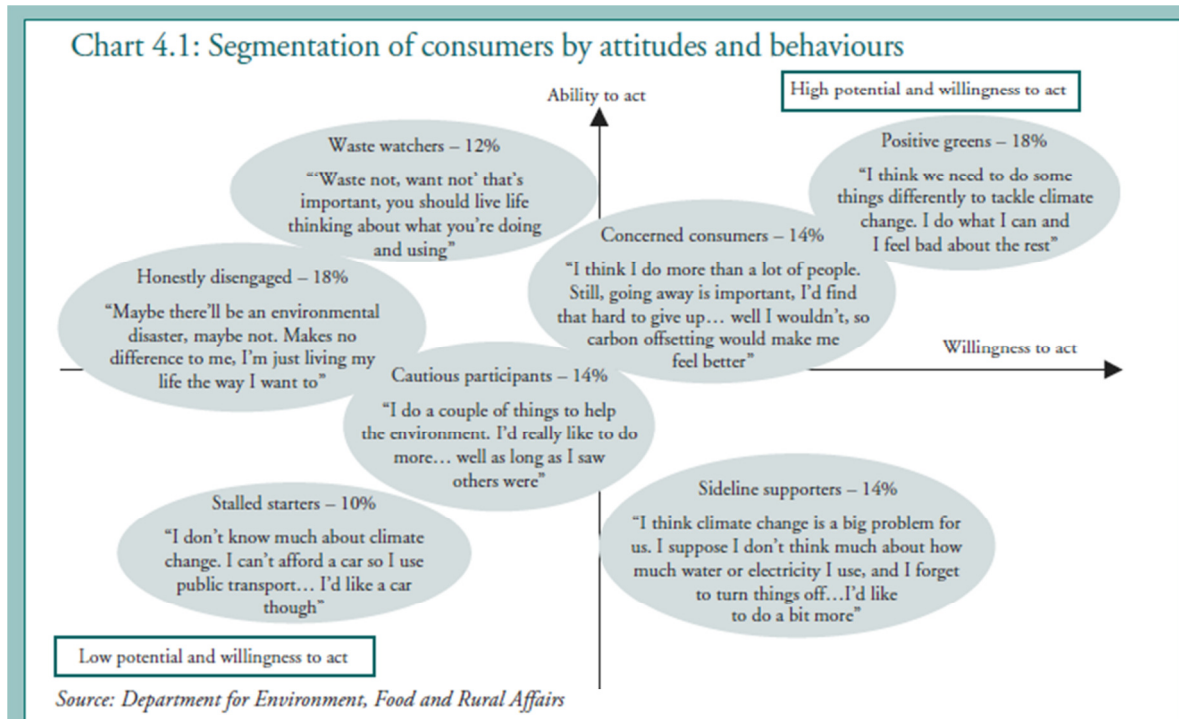 Chart 4.1: Segmentation of consumers by attitudes and behaviours
Ability to act
High potential and willingness to act
Waste watchers – 12%
“‘Waste not, want not’ that’s
important, you should live life
thinking about what you’re doing
and using”
Positive greens – 18%
“I think we need to do some
things differently to tackle climate
change. I do what I can and
I feel bad about the rest”
Concerned consumers – 14%
“I think I do more than a lot of people.
Still, going away is important, I’d find
that hard to give up… well I wouldn’t, so
carbon offsetting would make me
feel better”
Honestly disengaged – 18%
“Maybe there’ll be an environmental
disaster, maybe not. Makes no
difference to me, I’m just living my
life the way I want to”
Willingness to act
Cautious participants – 14%
“I do a couple of things to help
the environment. I’d really like to do
more… well as long as I saw
others were”
Stalled starters – 10%
“I don’t know much about climate
change. I can’t afford a car so I use
public transport… I’d like a car
though”
Sideline supporters – 14%
“I think climate change is a big problem for
us. I suppose I don’t think much about how
much water or electricity I use, and I forget
to turn things off…I’d like
to do a bit more”
Low potential and willingness to act
Source: Department for Environment, Food and Rural Affairs